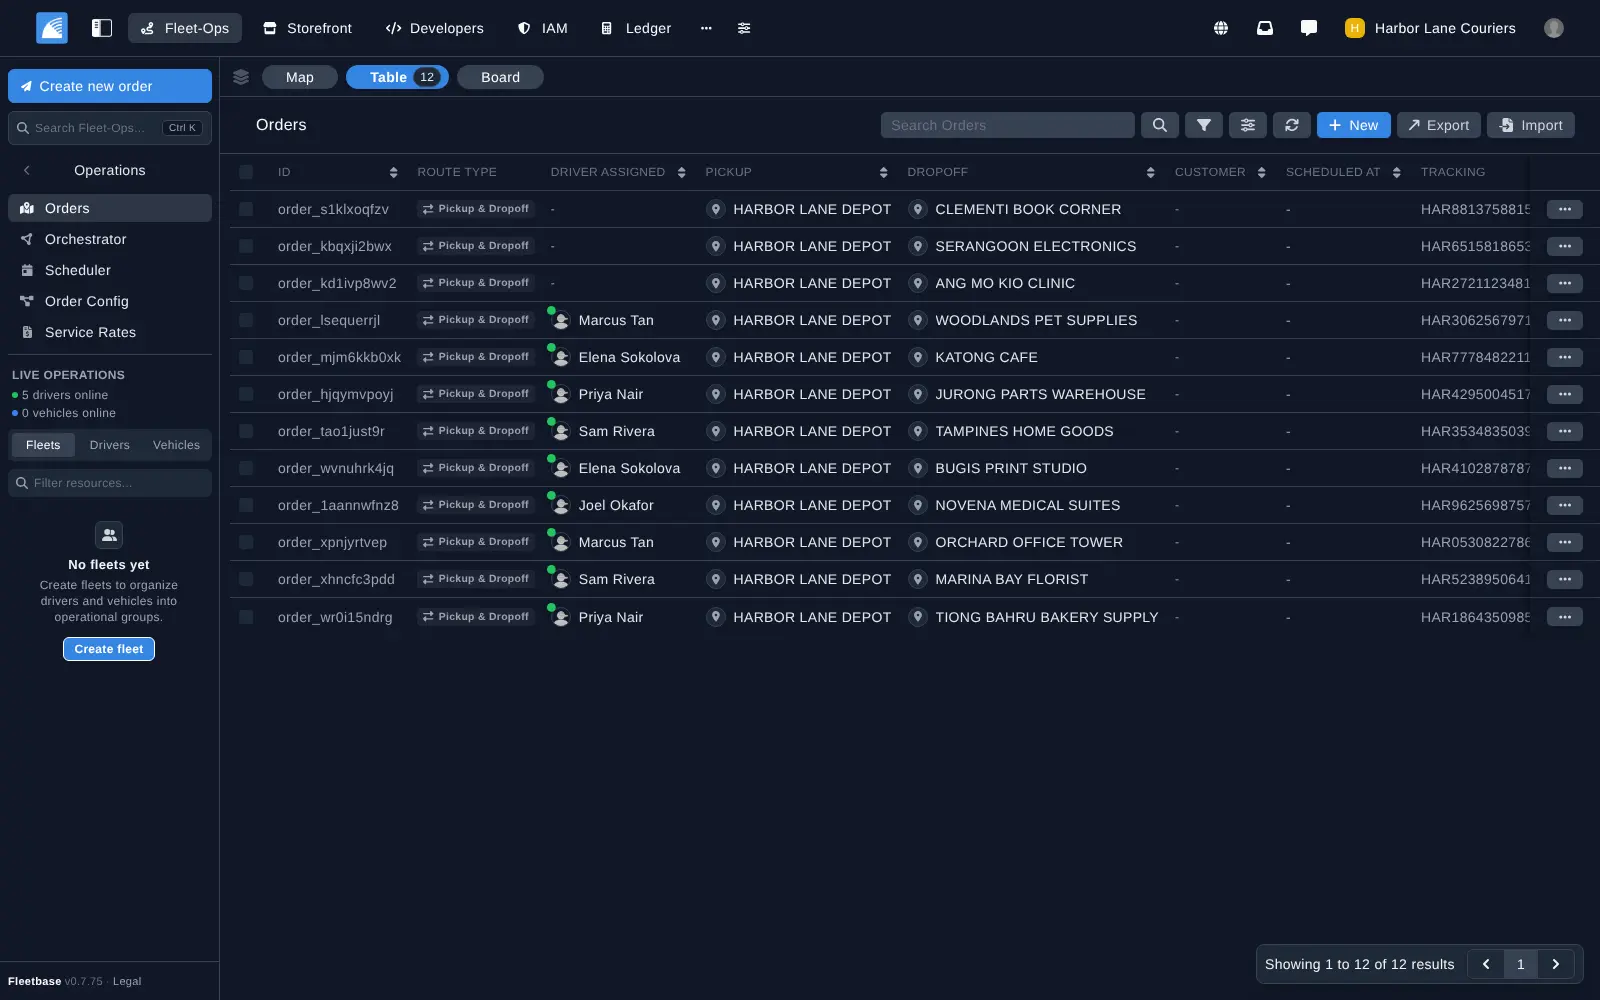 Fleet-Ops Storefront Developers IAM Ledger H Harbor Lane Couriers
Create new order
Search Fleet-Ops... Ctrl K
Operations
Orders
Orchestrator
Scheduler
Order Config
Service Rates
LIVE OPERATIONS
5 drivers online
0 vehicles online
Fleets Drivers Vehicles
Filter resources...
No fleets yet
Create fleets to organize
drivers and vehicles into
operational groups.
Create fleet
Fleetbase v0.7.75 · Legal
Map Table 12 Board
Orders Search Orders New Export Import
ID ROUTE TYPE DRIVER ASSIGNED PICKUP DROPOFF CUSTOMER SCHEDULED AT TRACKING
order_s1klxoqfzv Pickup & Dropoff - HARBOR LANE DEPOT CLEMENTI BOOK CORNER - - HAR8813758815
order_kbqxji2bwx Pickup & Dropoff - HARBOR LANE DEPOT SERANGOON ELECTRONICS - - HAR6515818653
order_kd1ivp8wv2 Pickup & Dropoff - HARBOR LANE DEPOT ANG MO KIO CLINIC - - HAR2721123481
order_lsequerrjl Pickup & Dropoff Marcus Tan HARBOR LANE DEPOT WOODLANDS PET SUPPLIES - - HAR3062567971
order_mjm6kkb0xk Pickup & Dropoff Elena Sokolova HARBOR LANE DEPOT KATONG CAFE - - HAR7778482211
order_hjqymvpoyj Pickup & Dropoff Priya Nair HARBOR LANE DEPOT JURONG PARTS WAREHOUSE - - HAR4295004517
order_tao1just9r Pickup & Dropoff Sam Rivera HARBOR LANE DEPOT TAMPINES HOME GOODS - - HAR3534835039
order_wvnuhrk4jq Pickup & Dropoff Elena Sokolova HARBOR LANE DEPOT BUGIS PRINT STUDIO - - HAR4102878787
order_1aannwfnz8 Pickup & Dropoff Joel Okafor HARBOR LANE DEPOT NOVENA MEDICAL SUITES - - HAR9625698757
order_xpnjyrtvep Pickup & Dropoff Marcus Tan HARBOR LANE DEPOT ORCHARD OFFICE TOWER - - HAR0530822786
order_xhncfc3pdd Pickup & Dropoff Sam Rivera HARBOR LANE DEPOT MARINA BAY FLORIST - - HAR5238950641
order_wr0i15ndrg Pickup & Dropoff Priya Nair HARBOR LANE DEPOT TIONG BAHRU BAKERY SUPPLY - - HAR1864350985
Showing 1 to 12 of 12 results 1